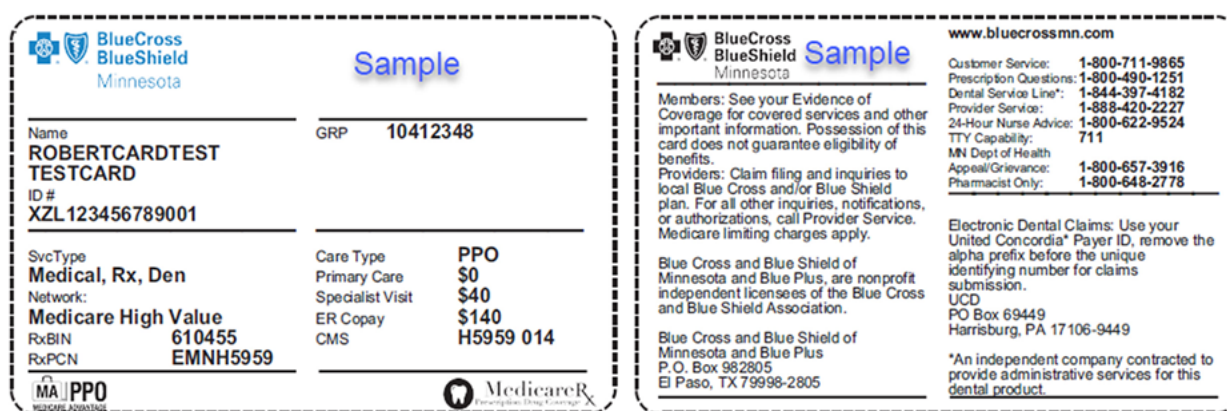 BlueCross
BlueShield
Minnesota
Sample
Name
ROBERTCARDTEST
TESTCARD
ID #
XZL123456789001
GRP 10412348
SvcType
Medical, Rx, Den
Network:
Medicare High Value
RxBIN 610455
RxPCN EMNH5959
Care Type PPO
Primary Care $0
Specialist Visit $40
ER Copay $140
CMS H5959 014
MA PPO
MEDICARE ADVANTAGE
MedicareRx
Prescription Drug Coverage
BlueCross
BlueShield
Minnesota
Sample
Members: See your Evidence of
Coverage for covered services and other
important information. Possession of this
card does not guarantee eligibility of
benefits.
Providers: Claim filing and inquiries to
local Blue Cross and/or Blue Shield
plan. For all other inquiries, notifications,
or authorizations, call Provider Service.
Medicare limiting charges apply.
Blue Cross and Blue Shield of
Minnesota and Blue Plus, are nonprofit
independent licensees of the Blue Cross
and Blue Shield Association.
Blue Cross and Blue Shield of
Minnesota and Blue Plus
P.O. Box 982805
El Paso, TX 79998-2805
www.bluecrossmn.com
Customer Service: 1-800-711-9865
Prescription Questions: 1-800-490-1251
Dental Service Line*: 1-844-397-4182
Provider Service: 1-888-420-2227
24-Hour Nurse Advice: 1-800-622-9524
TTY Capability: 711
MN Dept of Health
Appeal/Grievance: 1-800-657-3916
Pharmacist Only: 1-800-648-2778
Electronic Dental Claims: Use your
United Concordia* Payer ID, remove the
alpha prefix before the unique
identifying number for claims
submission.
UCD
PO Box 69449
Harrisburg, PA 17106-9449
*An independent company contracted to
provide administrative services for this
dental product.